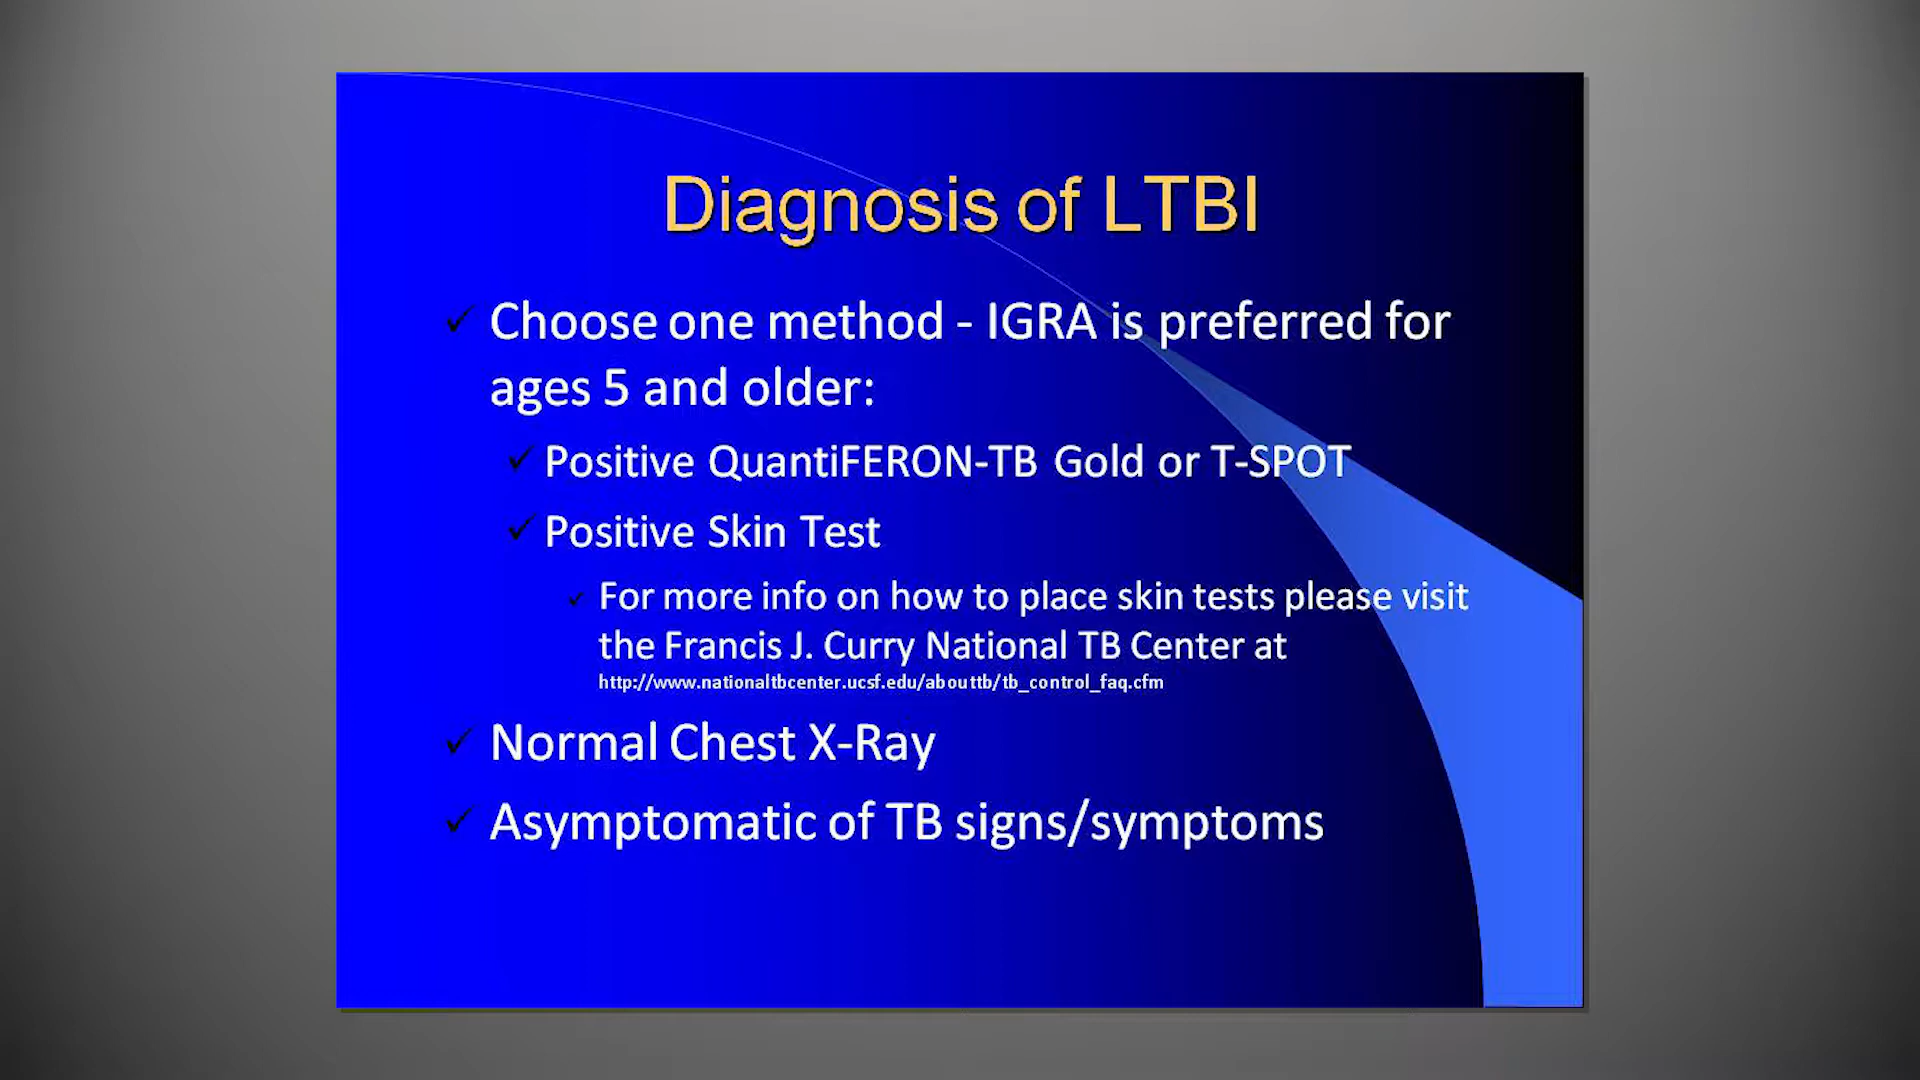 Diagnosis of LTBI
Choose one method - IGRA is preferred for
ages 5 and older:
Positive QuantiFERON-TB Gold or T-SPOT
Positive Skin Test
For more info on how to place skin tests please visit
the Francis J. Curry National TB Center at
http://www.nationaltbcenter.ucsf.edu/abouttb/tb_control_faq.cfm
Normal Chest X-Ray
Asymptomatic of TB signs/symptoms